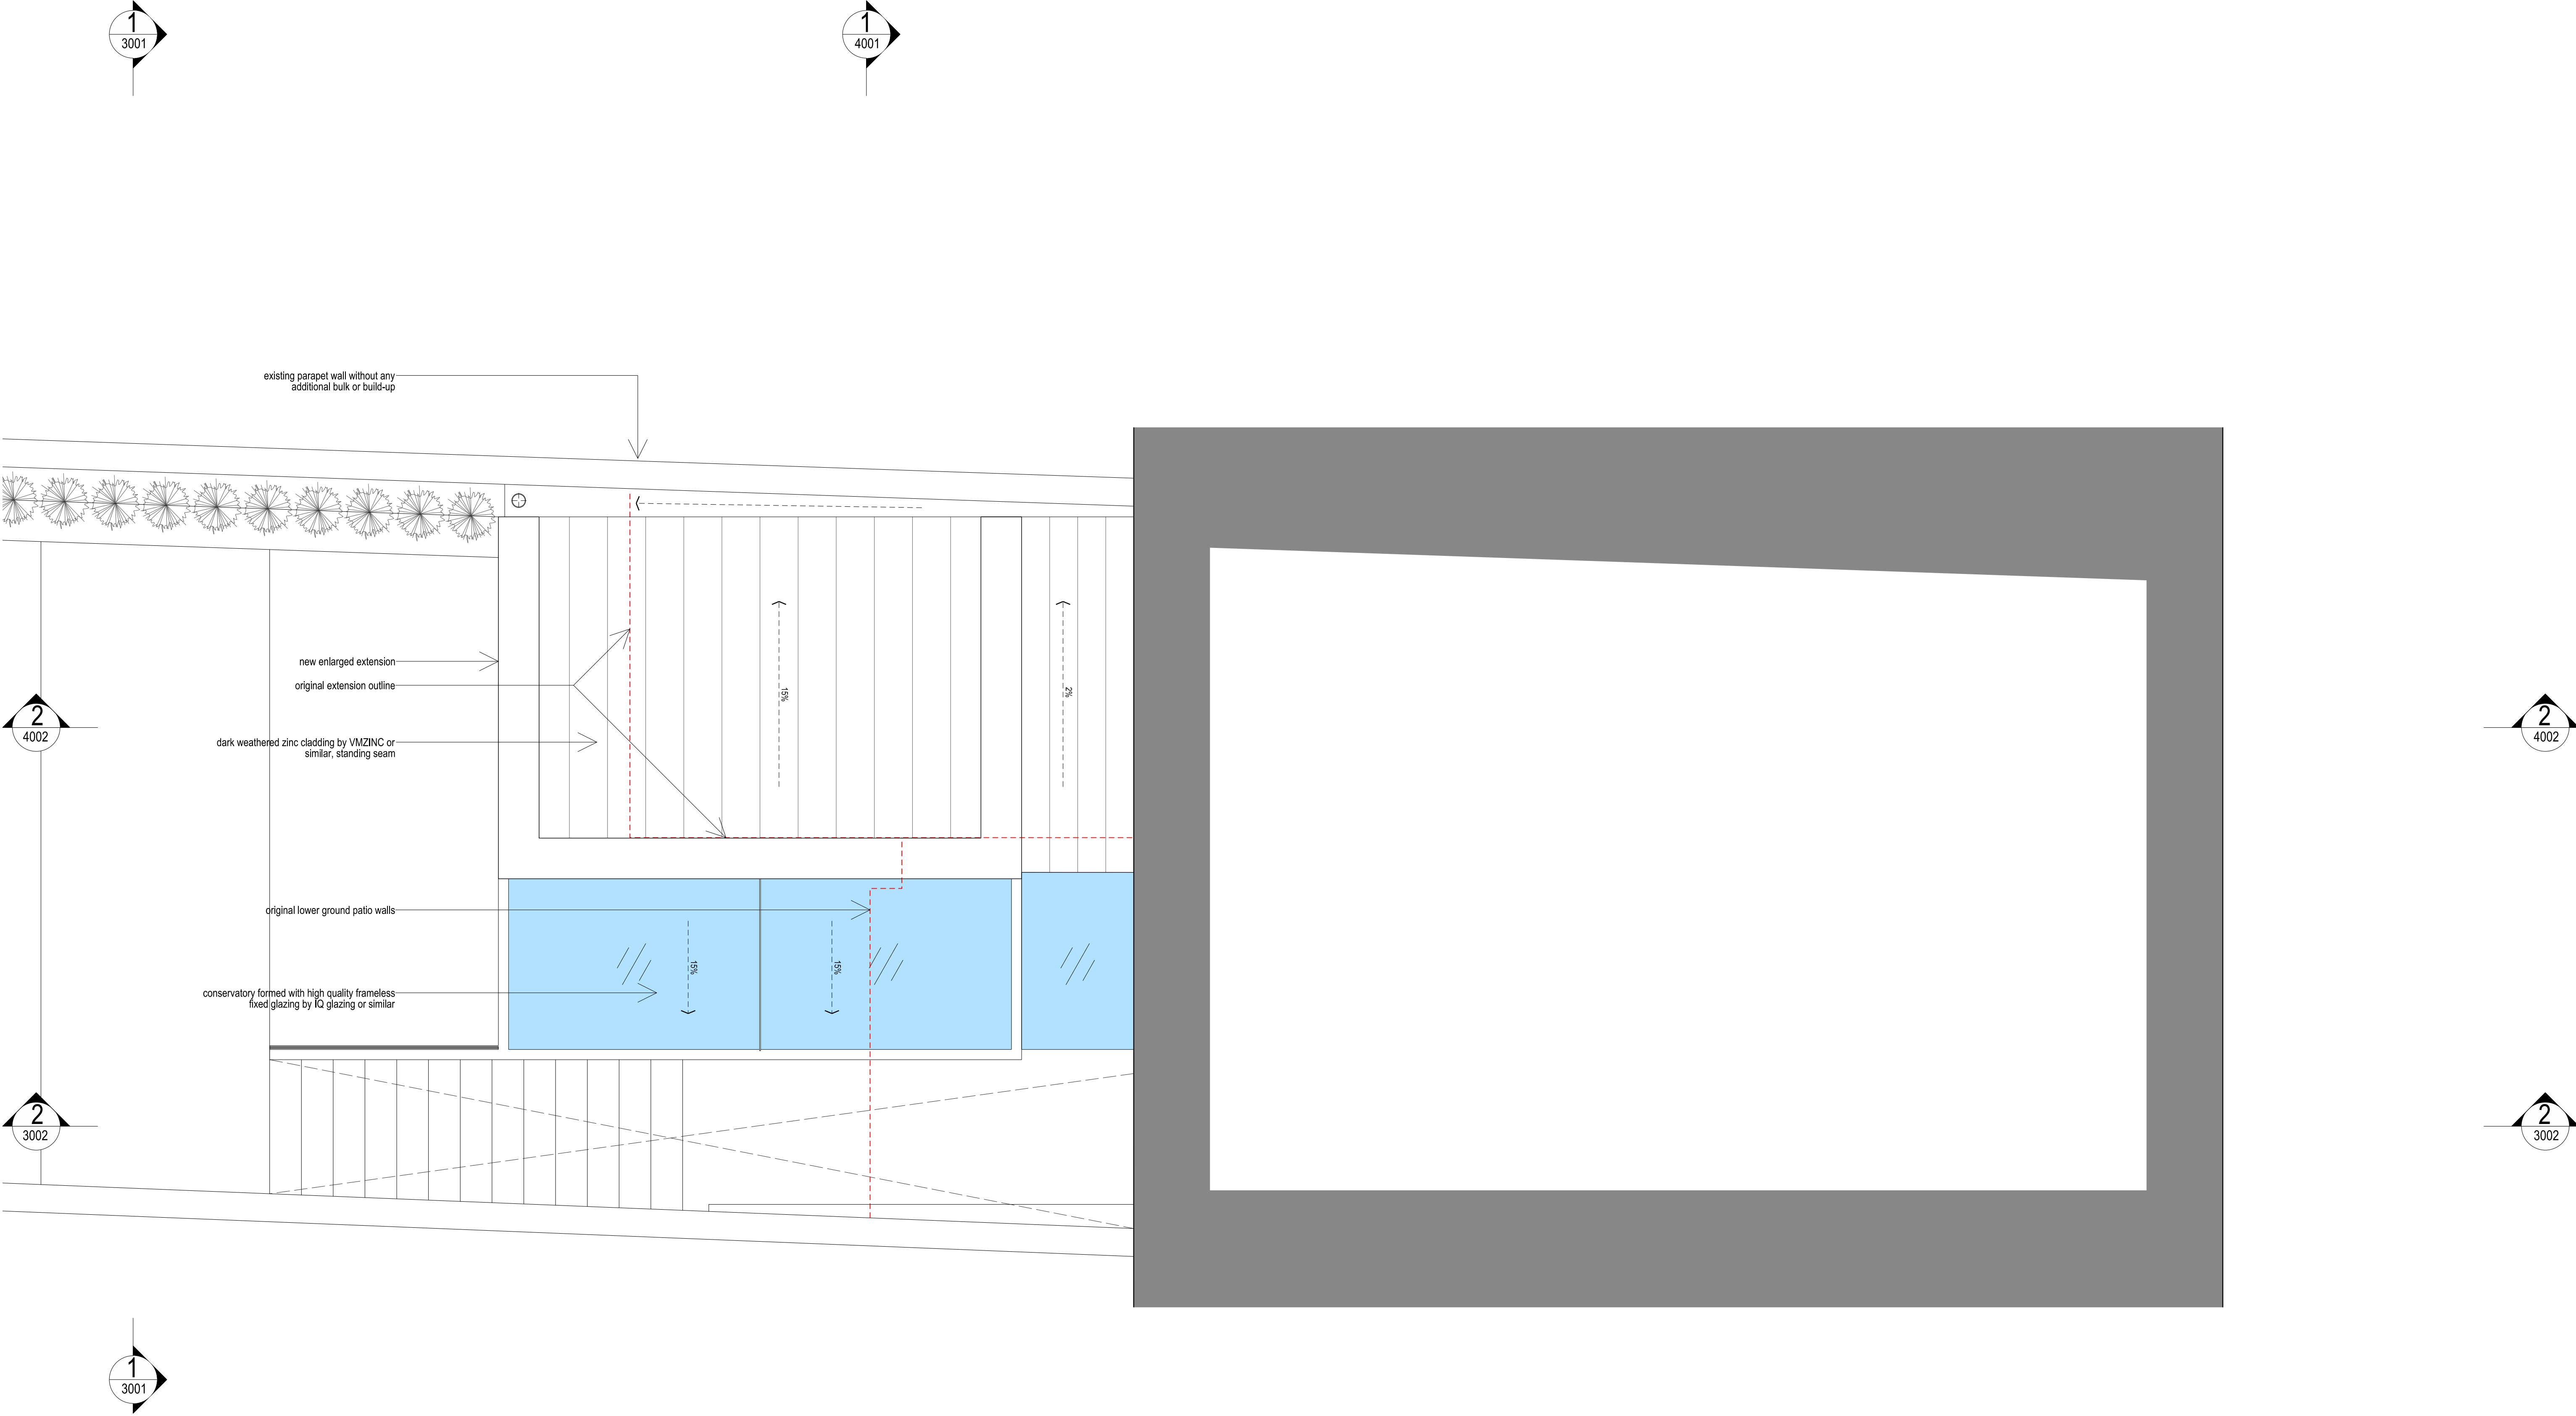 1
3001
1
4001
existing parapet wall without any
additional bulk or build-up
new enlarged extension
original extension outline
15%
2%
2
4002
2
4002
dark weathered zinc cladding by VMZINC or
similar, standing seam
original lower ground patio walls
15%
15%
conservatory formed with high quality frameless
fixed glazing by IQ glazing or similar
2
3002
2
3002
1
3001